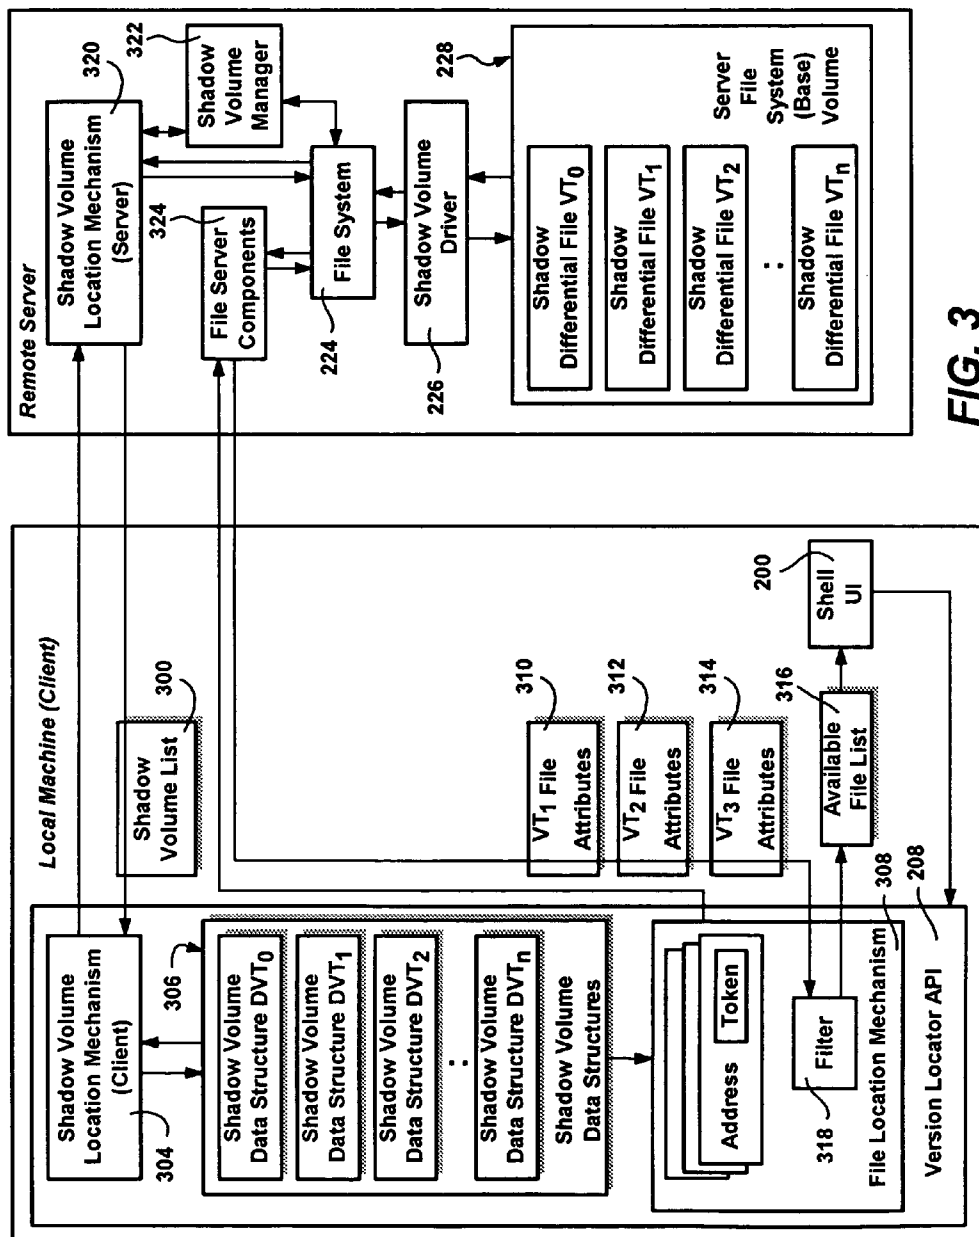 Local Machine (Client)
Shadow Volume
Location Mechanism
(Client)
304
Shadow
Volume List
300
306
Shadow Volume
Data Structure DVT0
Shadow Volume
Data Structure DVT1
Shadow Volume
Data Structure DVT2
:
Shadow Volume
Data Structure DVTn
Shadow Volume
Data Structures
VT1 File
Attributes
310
VT2 File
Attributes
312
VT3 File
Attributes
314
Address
Token
Filter
318
File Location Mechanism
308
Version Locator API
208
Available
File List
316
Shell
UI
200
Remote Server
Shadow Volume
Location Mechanism
(Server)
320
Shadow
Volume
Manager
322
File Server
Components
324
File System
224
Shadow Volume
Driver
226
228
Shadow
Differential File VT0
Shadow
Differential File VT1
Shadow
Differential File VT2
:
Shadow
Differential File VTn
Server
File
System
(Base)
Volume
FIG. 3